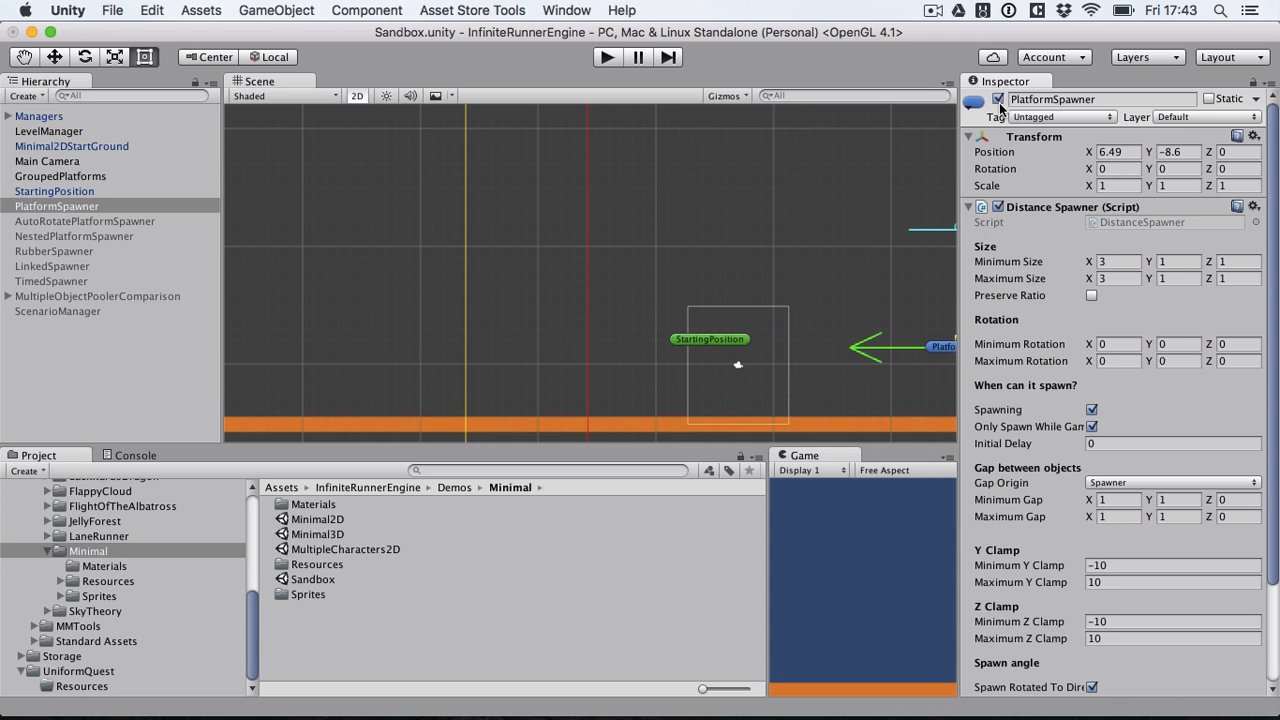 Unity File Edit Assets GameObject Component Asset Store Tools Window Help Fri 17:43
Sandbox.unity - InfiniteRunnerEngine - PC, Mac & Linux Standalone (Personal) <OpenGL 4.1>
Center Local Account Layers Layout
Hierarchy
Create All
Managers
LevelManager
Minimal2DStartGround
Main Camera
GroupedPlatforms
StartingPosition
PlatformSpawner
AutoRotatePlatformSpawner
NestedPlatformSpawner
RubberSpawner
LinkedSpawner
TimedSpawner
MultipleObjectPoolerComparison
ScenarioManager
Scene
Shaded 2D Gizmos All
StartingPosition
Platfo
Project Console
Create
FlappyCloud
FlightOfTheAlbatross
JellyForest
LaneRunner
Minimal
Materials
Resources
Sprites
SkyTheory
MMTools
Standard Assets
Storage
UniformQuest
Resources
Assets InfiniteRunnerEngine Demos Minimal
Materials
Minimal2D
Minimal3D
MultipleCharacters2D
Resources
Sandbox
Sprites
Game
Display 1 Free Aspect
Inspector
PlatformSpawner Static
Tag Untagged Layer Default
Transform
Position X 6.49 Y -8.6 Z 0
Rotation X 0 Y 0 Z 0
Scale X 1 Y 1 Z 1
Distance Spawner (Script)
Script DistanceSpawner
Size
Minimum Size X 3 Y 1 Z 1
Maximum Size X 3 Y 1 Z 1
Preserve Ratio
Rotation
Minimum Rotation X 0 Y 0 Z 0
Maximum Rotation X 0 Y 0 Z 0
When can it spawn?
Spawning
Only Spawn While Gam
Initial Delay 0
Gap between objects
Gap Origin Spawner
Minimum Gap X 1 Y 1 Z 0
Maximum Gap X 1 Y 1 Z 0
Y Clamp
Minimum Y Clamp -10
Maximum Y Clamp 10
Z Clamp
Minimum Z Clamp -10
Maximum Z Clamp 10
Spawn angle
Spawn Rotated To Dire